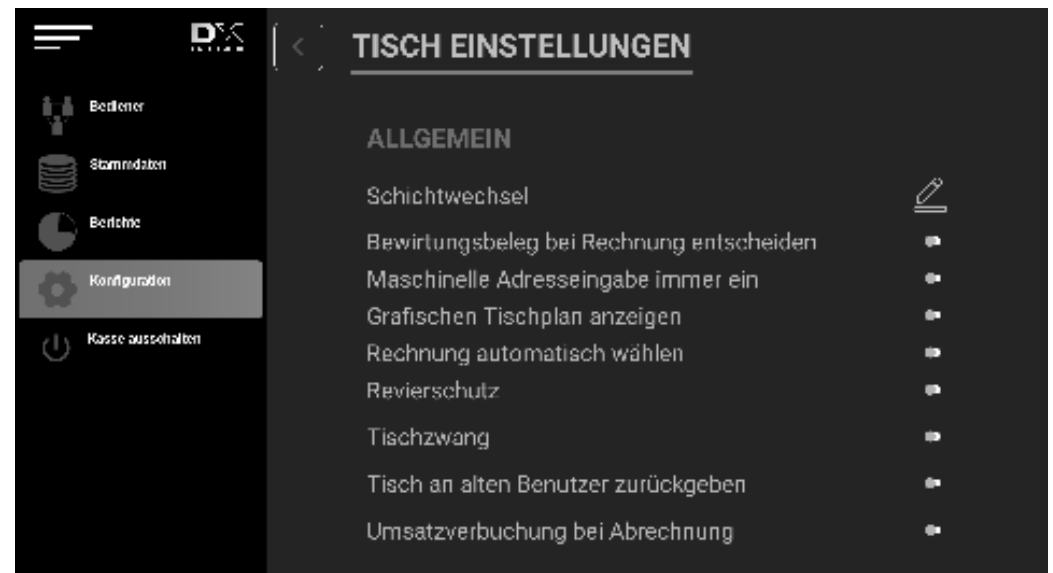 TISCH EINSTELLUNGEN
Bediener
Stammdaten
Berichte
Konfiguration
Kasse ausschalten
ALLGEMEIN
Schichtwechsel
Bewirtungsbeleg bei Rechnung entscheiden
Maschinelle Adresseingabe immer ein
Grafischen Tischplan anzeigen
Rechnung automatisch wählen
Revierschutz
Tischzwang
Tisch an alten Benutzer zurückgeben
Umsatzverbuchung bei Abrechnung